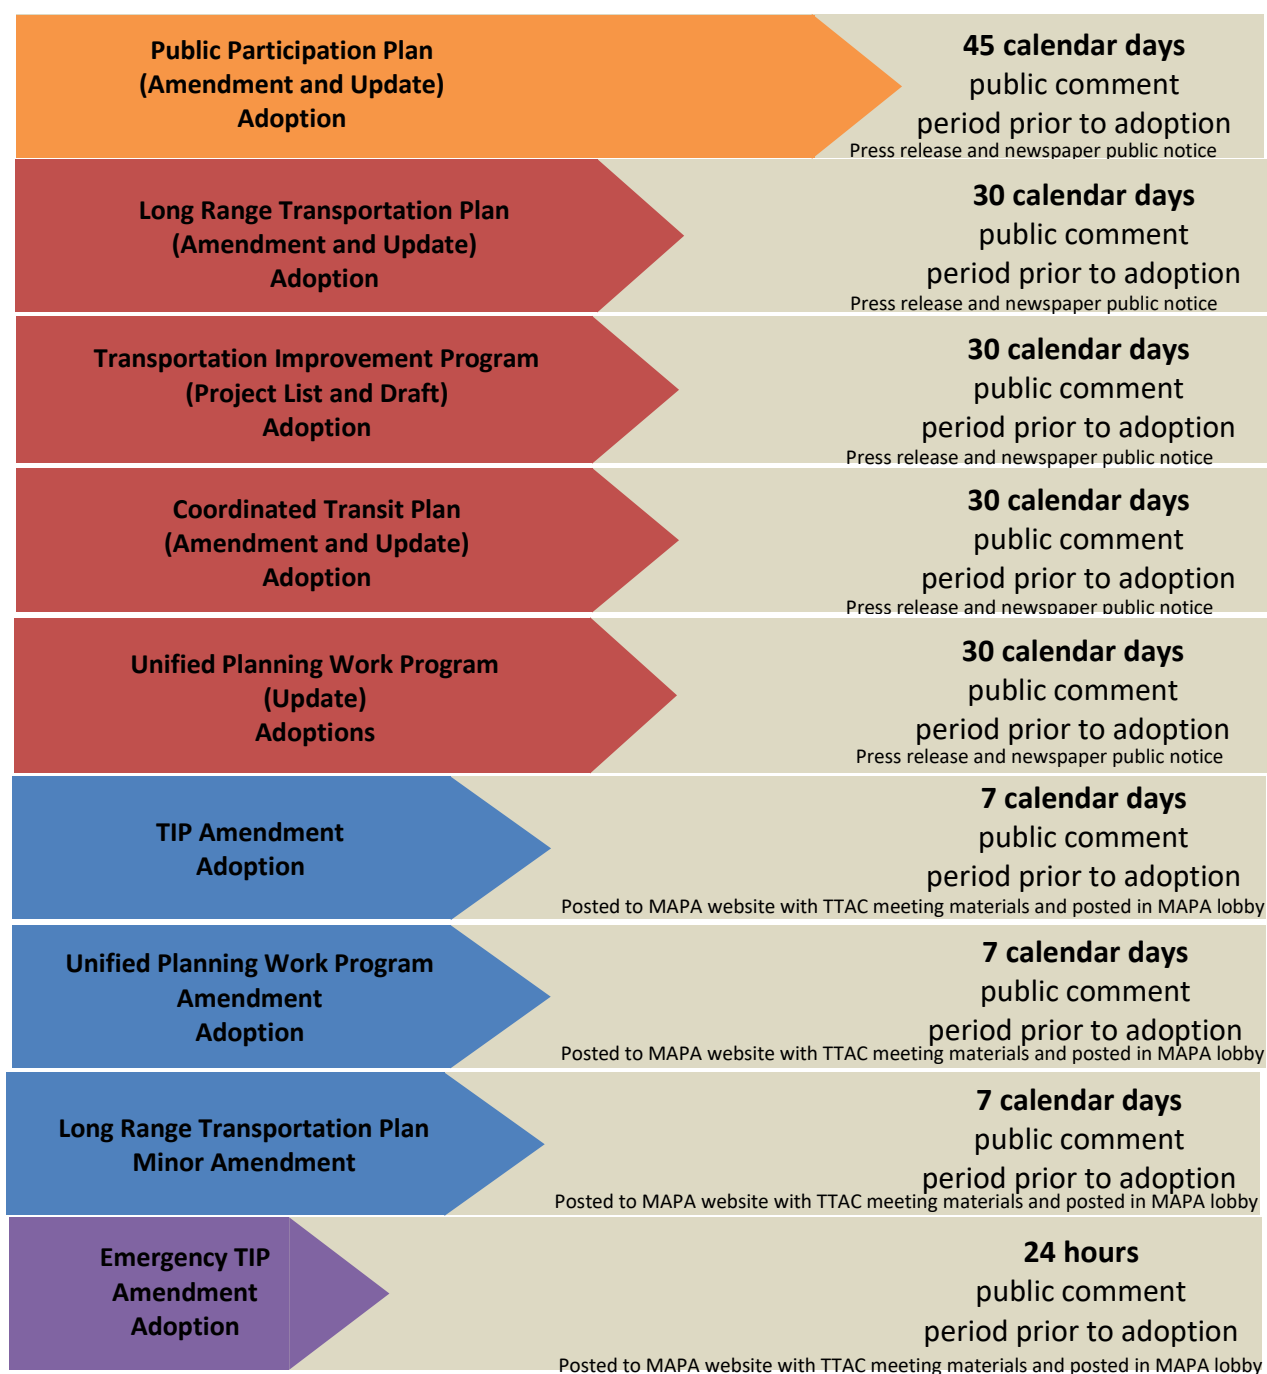 Public Participation Plan
(Amendment and Update)
Adoption
45 calendar days
public comment
period prior to adoption
Press release and newspaper public notice
Long Range Transportation Plan
(Amendment and Update)
Adoption
30 calendar days
public comment
period prior to adoption
Press release and newspaper public notice
Transportation Improvement Program
(Project List and Draft)
Adoption
30 calendar days
public comment
period prior to adoption
Press release and newspaper public notice
Coordinated Transit Plan
(Amendment and Update)
Adoption
30 calendar days
public comment
period prior to adoption
Press release and newspaper public notice
Unified Planning Work Program
(Update)
Adoptions
30 calendar days
public comment
period prior to adoption
Press release and newspaper public notice
TIP Amendment
Adoption
7 calendar days
public comment
period prior to adoption
Posted to MAPA website with TTAC meeting materials and posted in MAPA lobby
Unified Planning Work Program
Amendment
Adoption
7 calendar days
public comment
period prior to adoption
Posted to MAPA website with TTAC meeting materials and posted in MAPA lobby
Long Range Transportation Plan
Minor Amendment
7 calendar days
public comment
period prior to adoption
Posted to MAPA website with TTAC meeting materials and posted in MAPA lobby
Emergency TIP
Amendment
Adoption
24 hours
public comment
period prior to adoption
Posted to MAPA website with TTAC meeting materials and posted in MAPA lobby